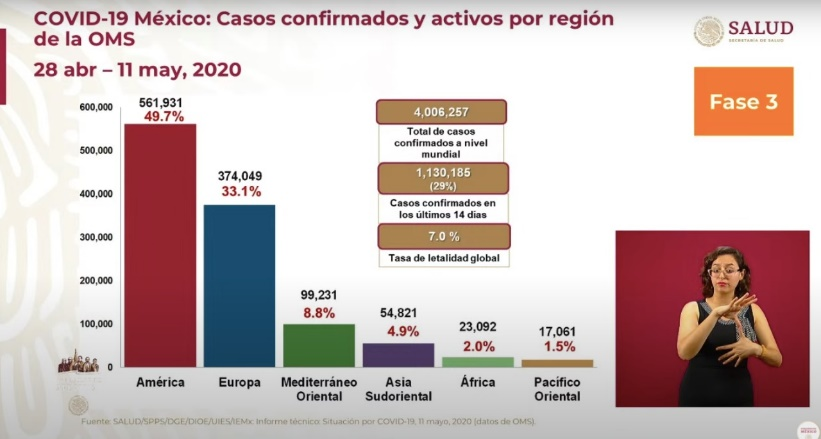 COVID-19 México: Casos confirmados y activos por región
de la OMS
28 abr – 11 may, 2020
SALUD
SECRETARÍA DE SALUD
Fase 3
600,000
500,000
400,000
300,000
200,000
100,000
0
561,931
49.7%
374,049
33.1%
99,231
8.8%
54,821
4.9%
23,092
2.0%
17,061
1.5%
4,006,257
Total de casos
confirmados a nivel
mundial
1,130,185
(29%)
Casos confirmados en
los últimos 14 dias
7.0 %
Tasa de letalidad global
América
Europa
Mediterráneo
Oriental
Asia
Sudoriental
África
Pacífico
Oriental
Fuente: SALUD/SPPS/DGE/DIOE/UIES/IEMx: Informe técnico: Situación por COVID-19, 11 mayo, 2020 (datos de OMS).